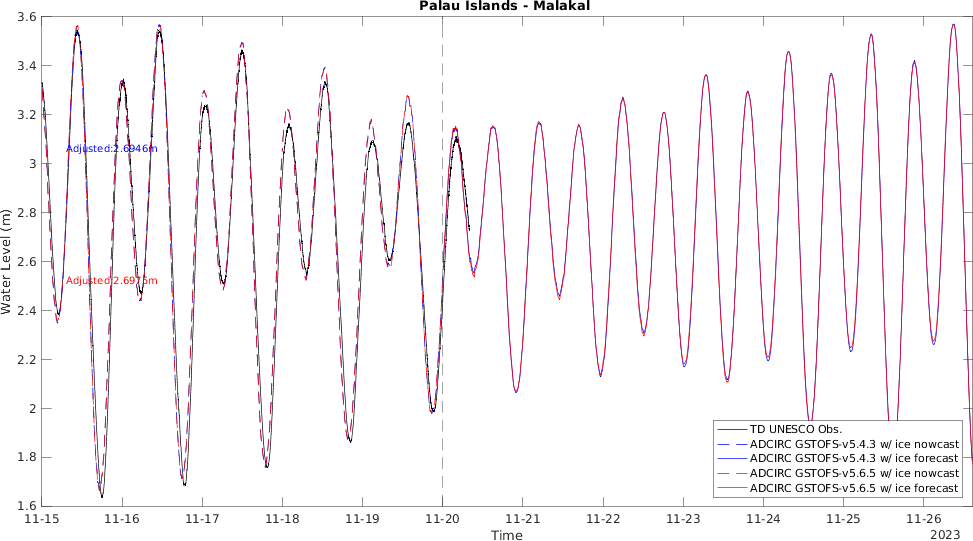 Palau Islands - Malakal
3.6
3.4
3.2
3
2.8
2.6
2.4
2.2
2
1.8
1.6
Water Level (m)
Adjusted:2.6946m
Adjusted:2.6975m
TD UNESCO Obs.
ADCIRC GSTOFS-v5.4.3 w/ ice nowcast
ADCIRC GSTOFS-v5.4.3 w/ ice forecast
ADCIRC GSTOFS-v5.6.5 w/ ice nowcast
ADCIRC GSTOFS-v5.6.5 w/ ice forecast
11-15 11-16 11-17 11-18 11-19 11-20 11-21 11-22 11-23 11-24 11-25 11-26
2023
Time